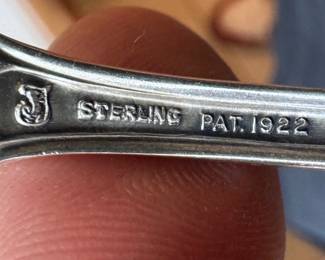 STERLING PAT. 1922